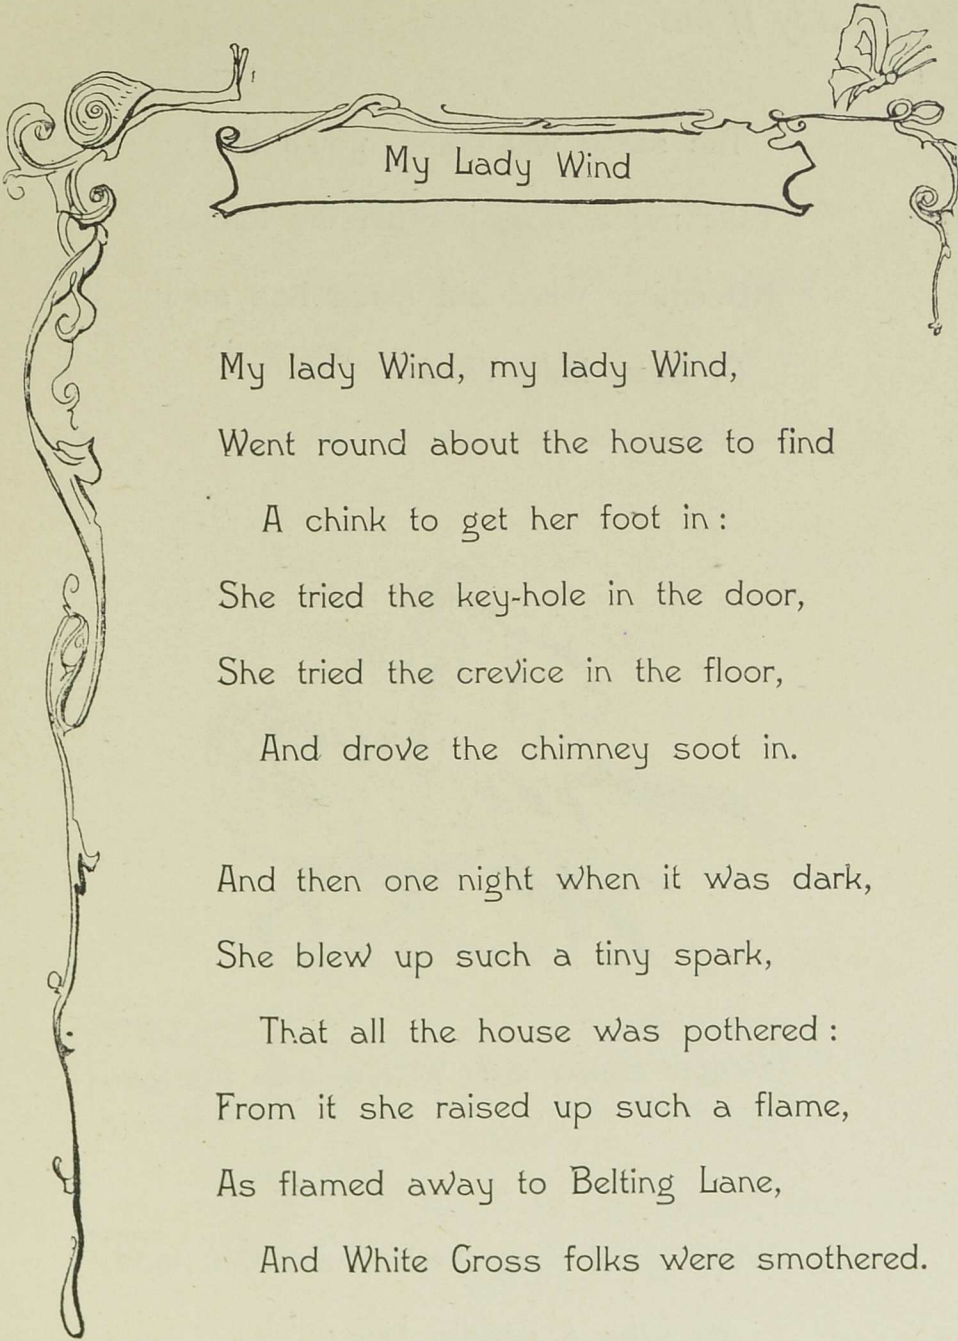 My Lady Wind
My lady Wind, my lady Wind,
Went round about the house to find
A chink to get her foot in :
She tried the key-hole in the door,
She tried the crevice in the floor,
And drove the chimney soot in.
And then one night when it was dark,
She blew up such a tiny spark,
That all the house was pothered :
From it she raised up such a flame,
As flamed away to Belting Lane,
And White Cross folks were smothered.